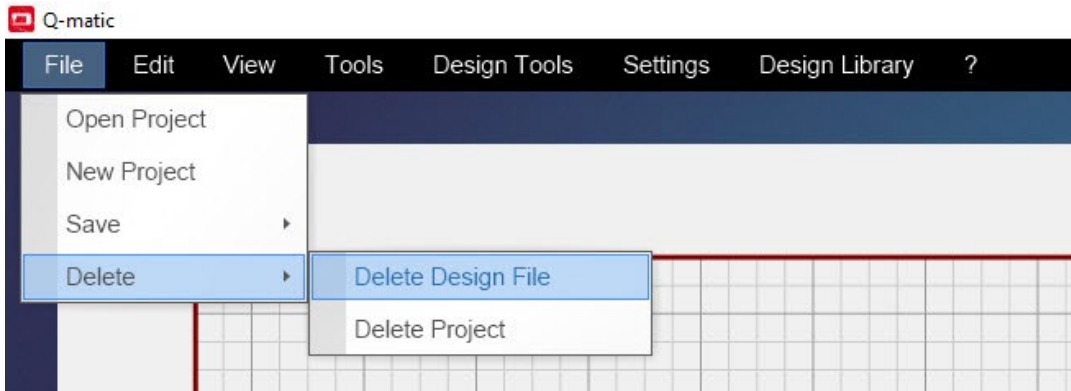 Q-matic
File Edit View Tools Design Tools Settings Design Library ?
Open Project
New Project
Save
Delete
Delete Design File
Delete Project